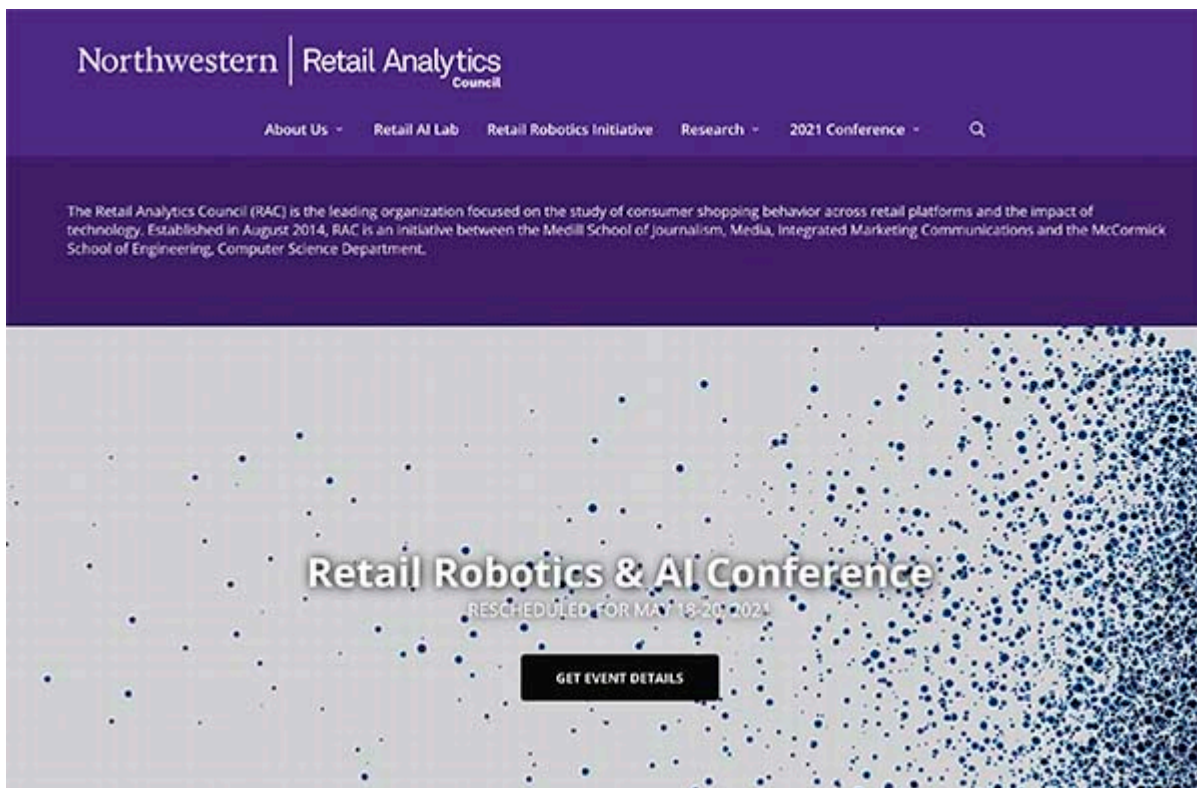 Northwestern | Retail Analytics
Council
About Us Retail AI Lab Retail Robotics Initiative Research 2021 Conference
The Retail Analytics Council (RAC) is the leading organization focused on the study of consumer shopping behavior across retail platforms and the impact of
technology. Established in August 2014, RAC is an initiative between the Medill School of Journalism, Media, Integrated Marketing Communications and the McCormick
School of Engineering, Computer Science Department.
Retail Robotics & AI Conference
RESCHEDULED FOR MAY 18-20, 2021
GET EVENT DETAILS